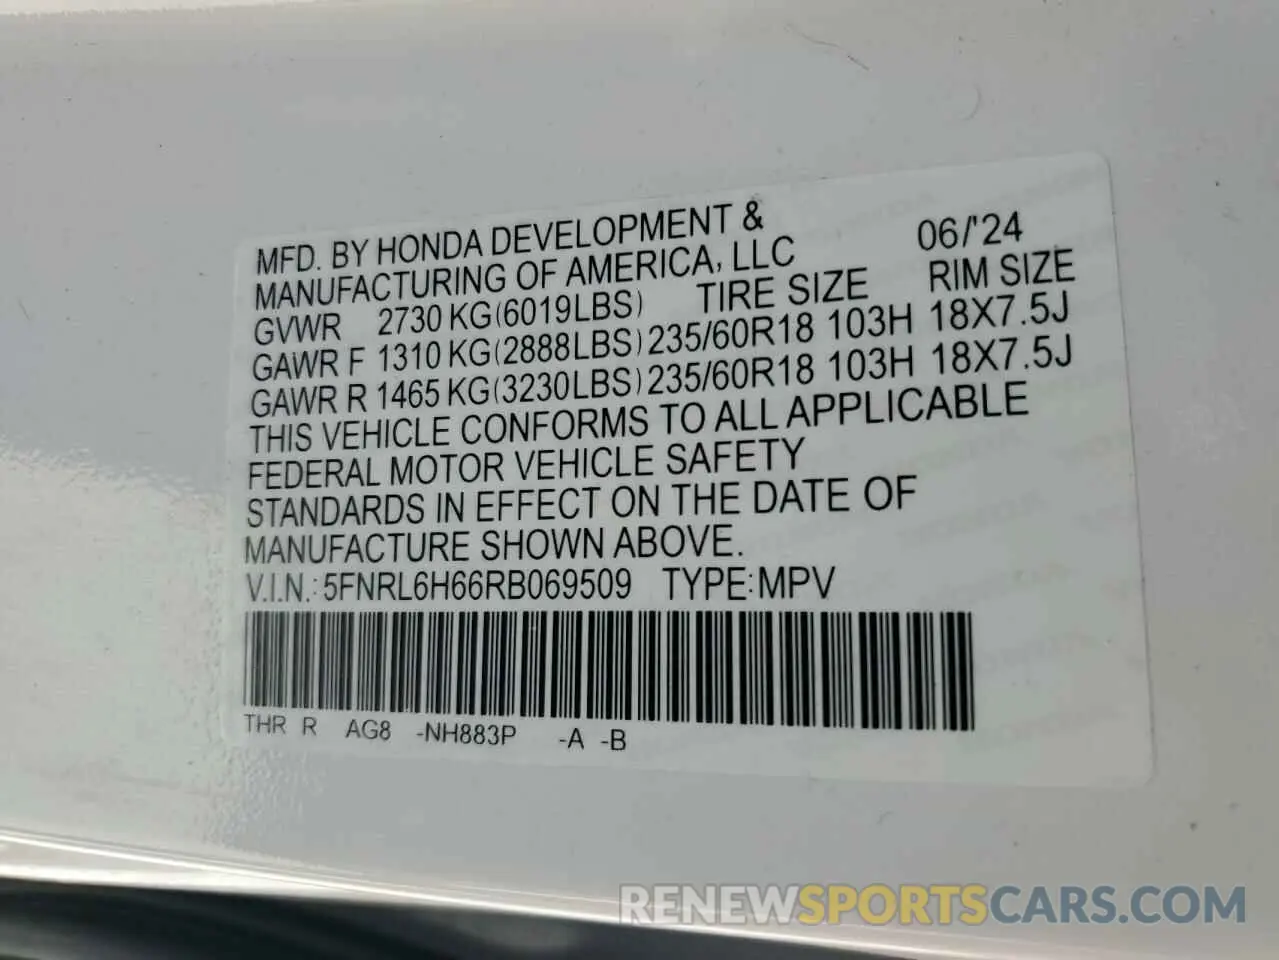 MFD. BY HONDA DEVELOPMENT & 06/'24
MANUFACTURING OF AMERICA, LLC
GVWR 2730 KG(6019LBS) TIRE SIZE RIM SIZE
GAWR F 1310 KG(2888LBS) 235/60R18 103H 18X7.5J
GAWR R 1465 KG(3230LBS) 235/60R18 103H 18X7.5J
THIS VEHICLE CONFORMS TO ALL APPLICABLE
FEDERAL MOTOR VEHICLE SAFETY
STANDARDS IN EFFECT ON THE DATE OF
MANUFACTURE SHOWN ABOVE.
V.I.N.: 5FNRL6H66RB069509 TYPE:MPV
THR R AG8 -NH883P -A -B
RENEWSPORTSCARS.COM